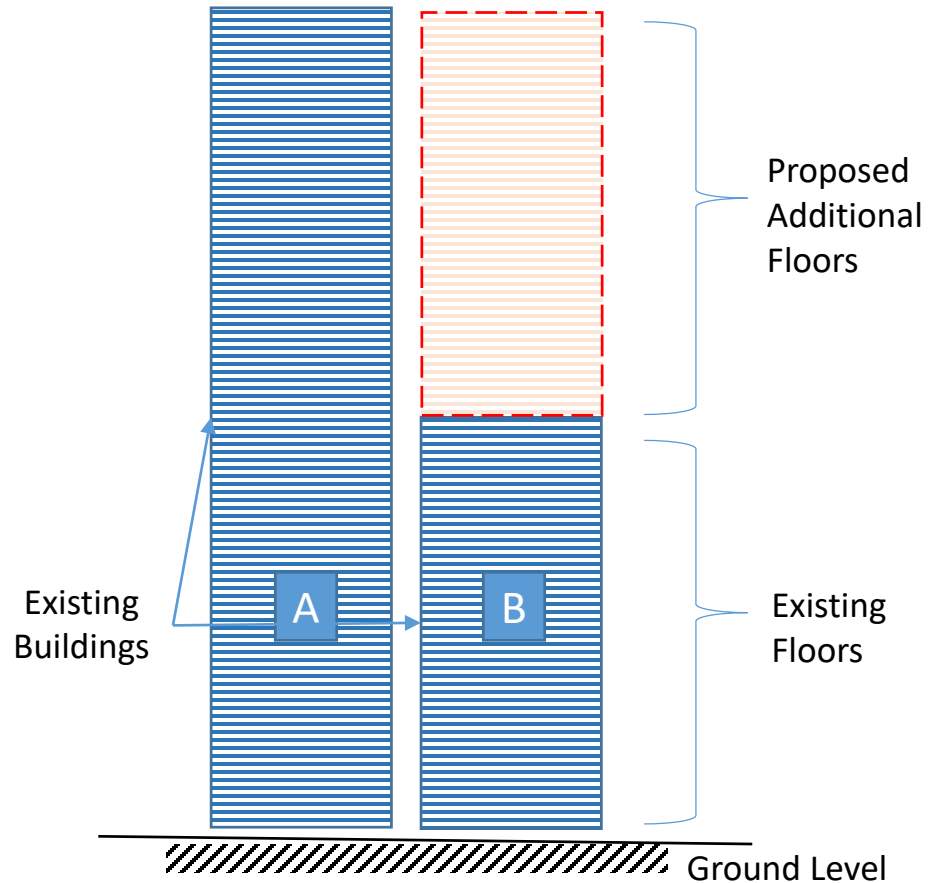 Proposed
Additional
Floors
Existing
Buildings
A
B
Existing
Floors
Ground Level